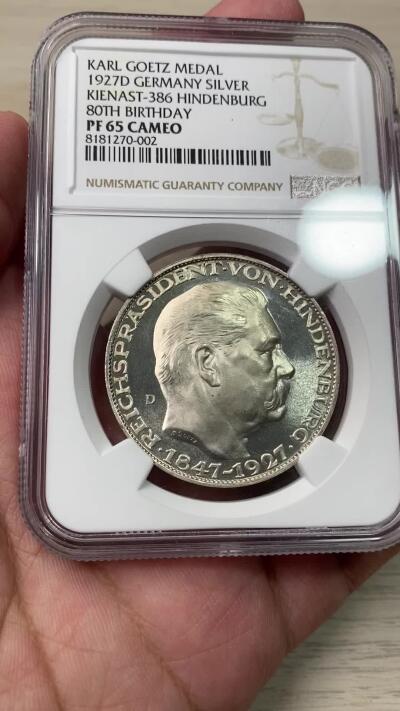 KARL GOETZ MEDAL
1927D GERMANY SILVER
KIENAST-386 HINDENBURG
80TH BIRTHDAY
PF 65 CAMEO
8181270-002
NUMISMATIC GUARANTY COMPANY
REICHSPRÄSIDENT·VON·HINDENBURG
D
·1847-1927·